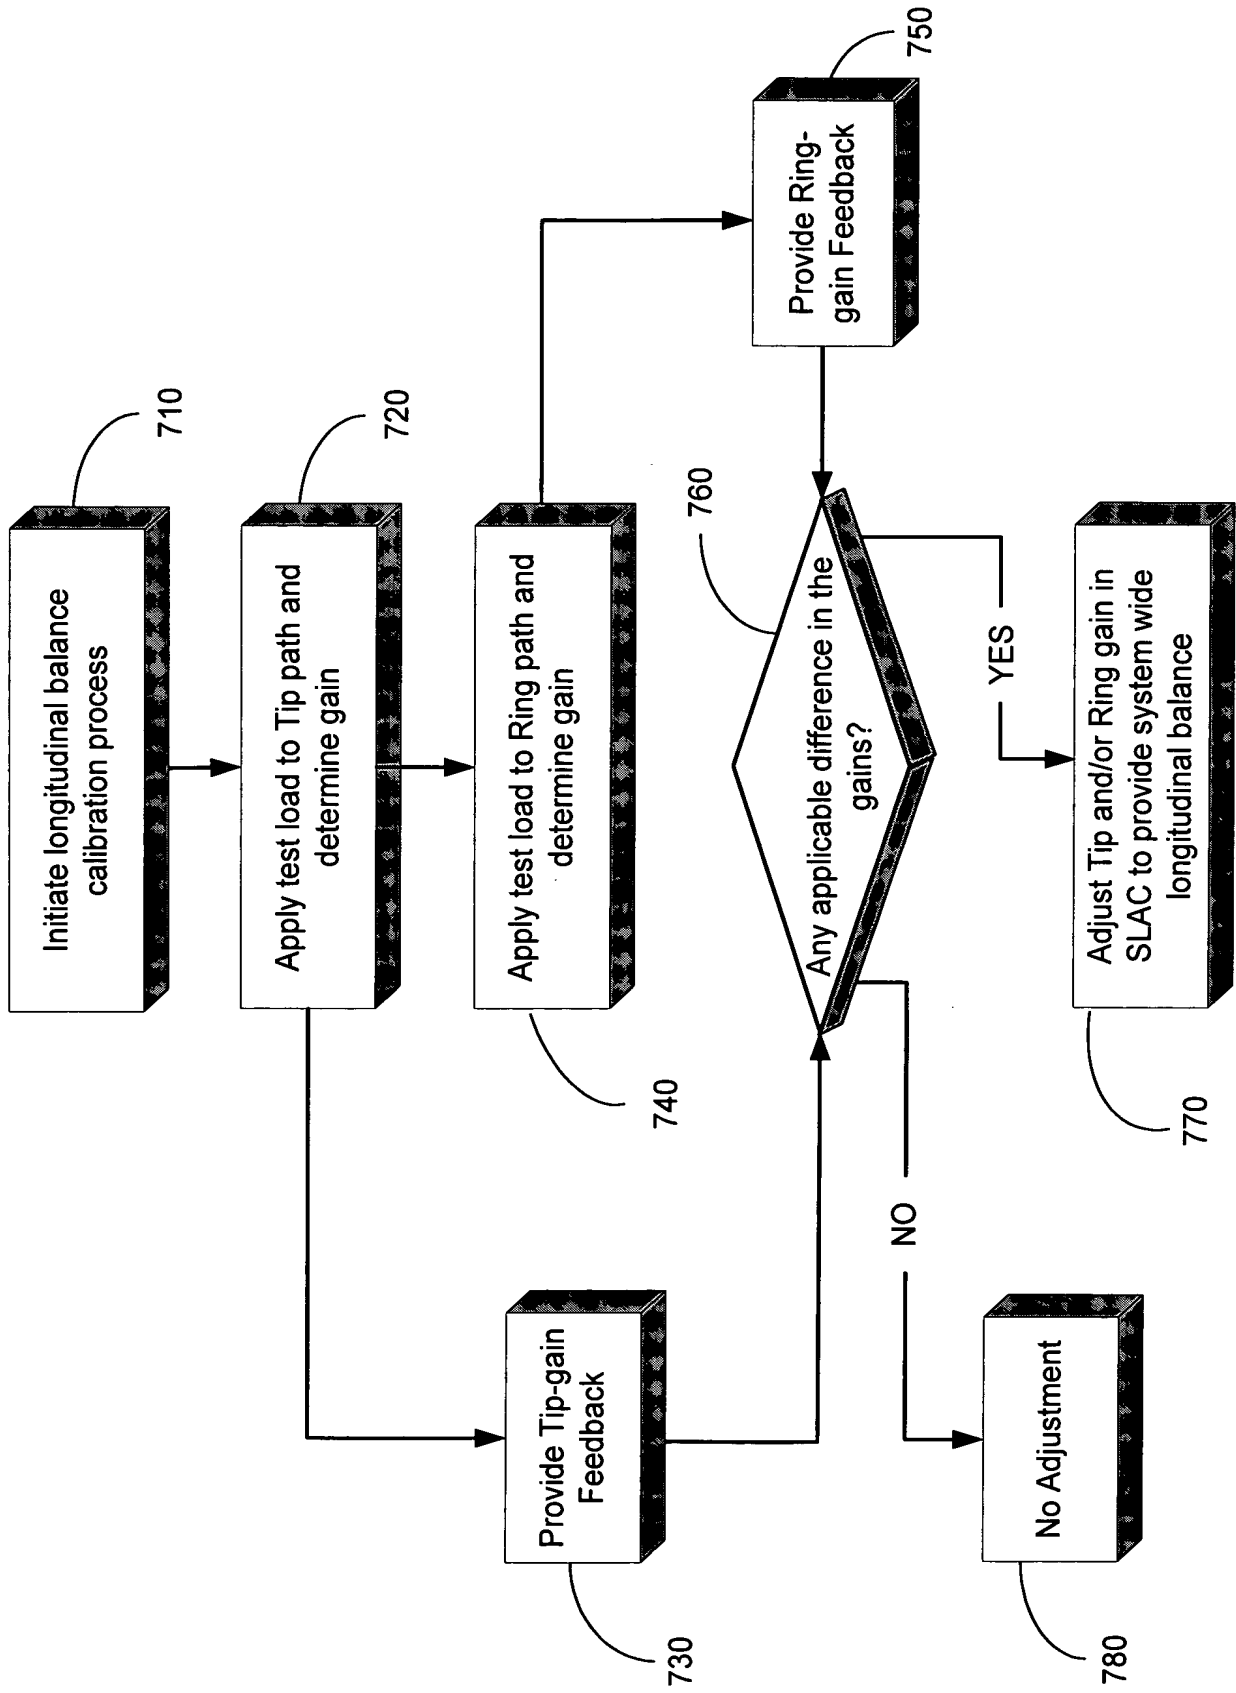 Initiate longitudinal balance
calibration process
710
Apply test load to Tip path and
determine gain
720
Provide Tip-gain
Feedback
730
Apply test load to Ring path and
determine gain
740
Provide Ring-
gain Feedback
750
760
Any applicable difference in the
gains?
NO
YES
No Adjustment
780
Adjust Tip and/or Ring gain in
SLAC to provide system wide
longitudinal balance
770